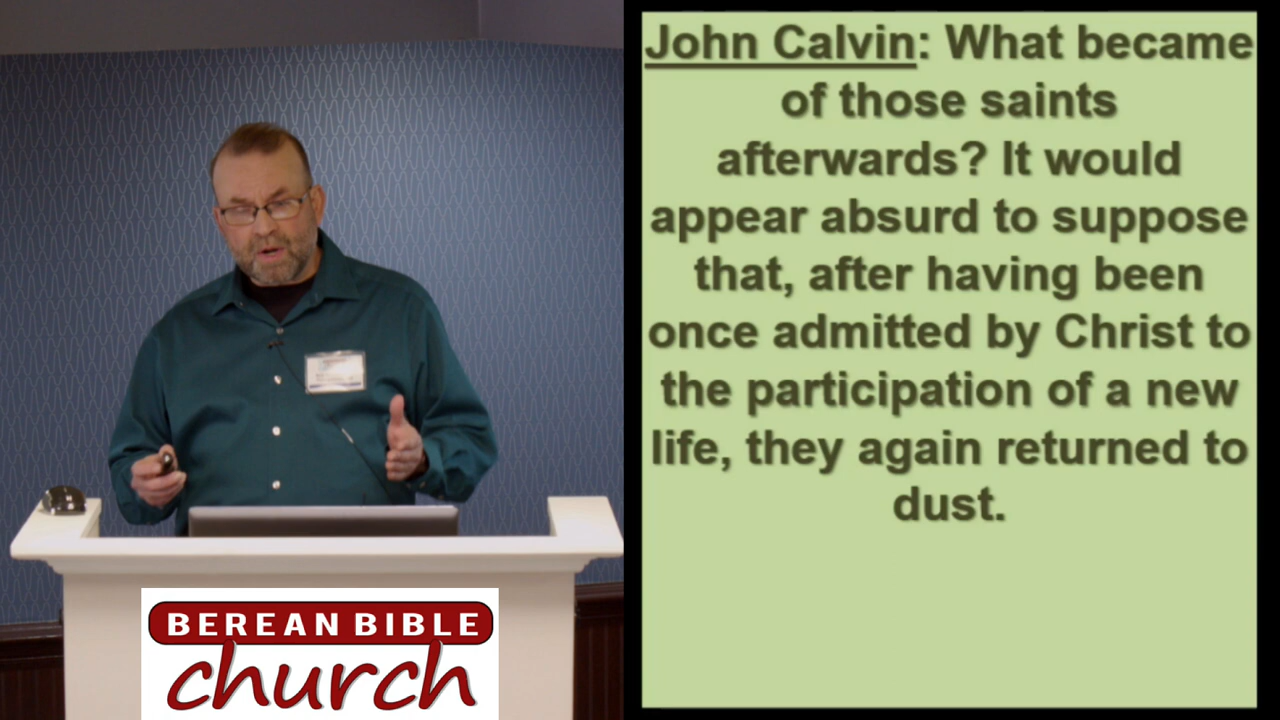 John Calvin: What became
of those saints
afterwards? It would
appear absurd to suppose
that, after having been
once admitted by Christ to
the participation of a new
life, they again returned to
dust.
BEREAN BIBLE
church